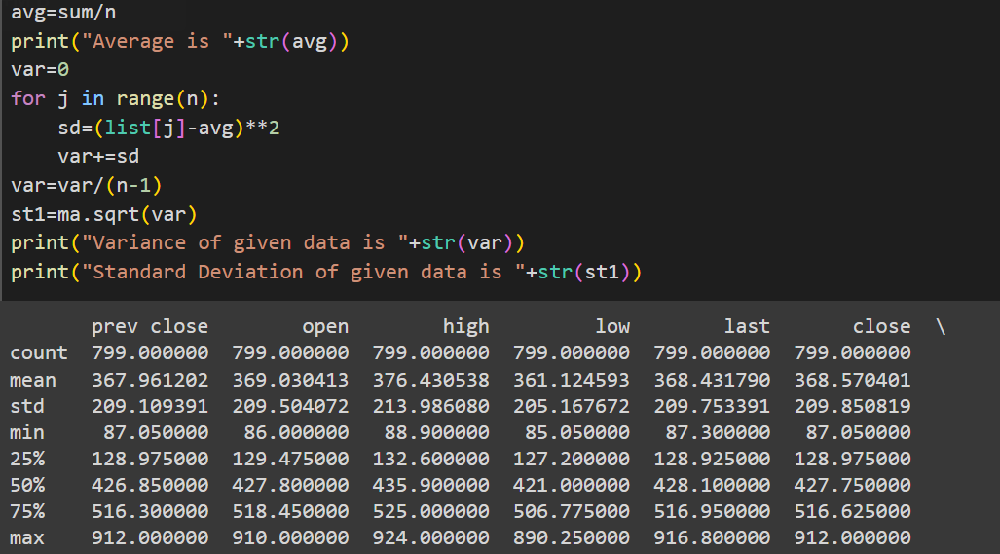 avg=sum/n
print("Average is "+str(avg))
var=0
for j in range(n):
    sd=(list[j]-avg)**2
    var+=sd
var=var/(n-1)
st1=ma.sqrt(var)
print("Variance of given data is "+str(var))
print("Standard Deviation of given data is "+str(st1))
       prev close        open        high         low        last       close  \
count  799.000000  799.000000  799.000000  799.000000  799.000000  799.000000
mean   367.961202  369.030413  376.430538  361.124593  368.431790  368.570401
std    209.109391  209.504072  213.986080  205.167672  209.753391  209.850819
min     87.050000   86.000000   88.900000   85.050000   87.300000   87.050000
25%    128.975000  129.475000  132.600000  127.200000  128.925000  128.975000
50%    426.850000  427.800000  435.900000  421.000000  428.100000  427.750000
75%    516.300000  518.450000  525.000000  506.775000  516.950000  516.625000
max    912.000000  910.000000  924.000000  890.250000  916.800000  912.000000